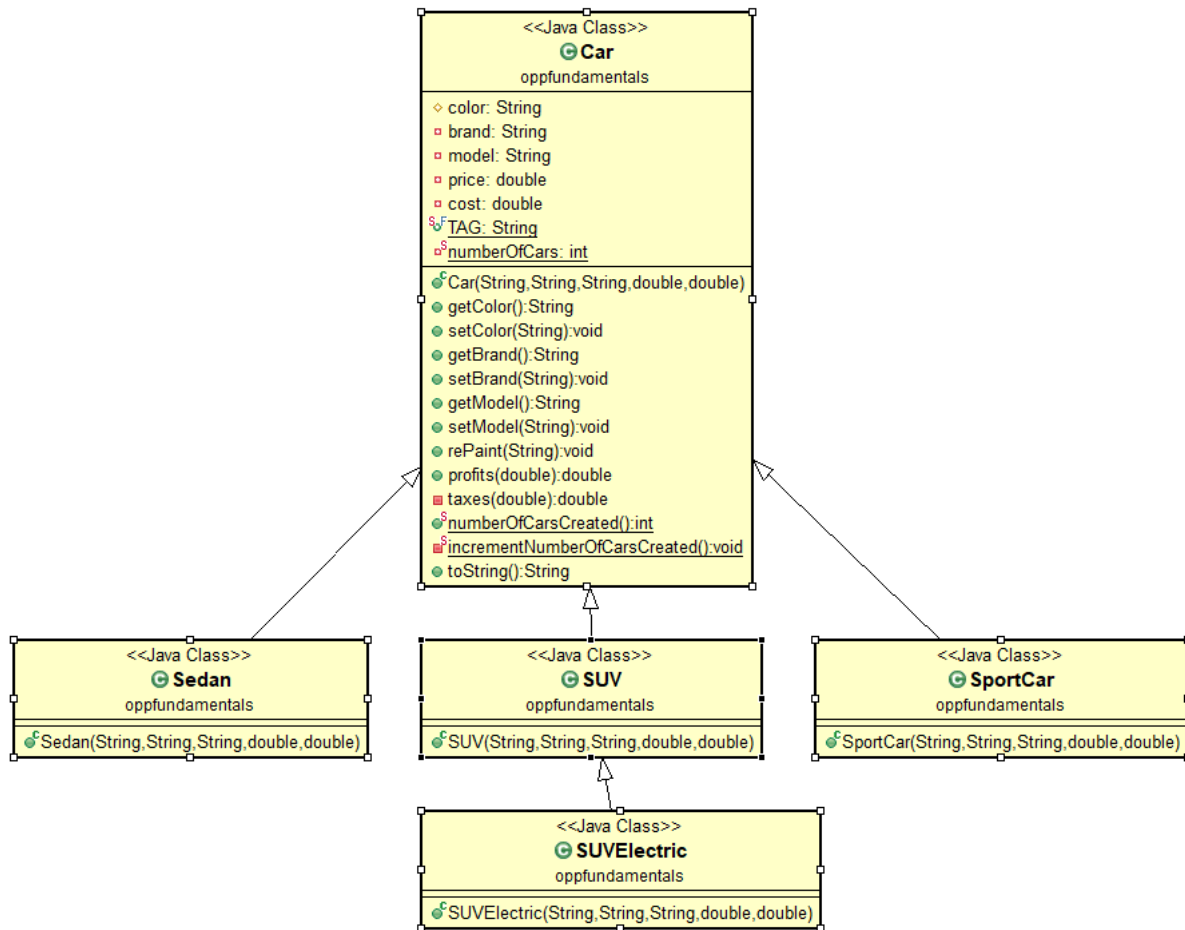 <<Java Class>>
C Car
oppfundamentals
color: String
brand: String
model: String
price: double
cost: double
S F TAG: String
S numberOfCars: int
C Car(String,String,String,double,double)
getColor():String
setColor(String):void
getBrand():String
setBrand(String):void
getModel():String
setModel(String):void
rePaint(String):void
profits(double):double
taxes(double):double
S numberOfCarsCreated():int
S incrementNumberOfCarsCreated():void
toString():String
<<Java Class>>
C Sedan
oppfundamentals
C Sedan(String,String,String,double,double)
<<Java Class>>
C SUV
oppfundamentals
C SUV(String,String,String,double,double)
<<Java Class>>
C SportCar
oppfundamentals
C SportCar(String,String,String,double,double)
<<Java Class>>
C SUVElectric
oppfundamentals
C SUVElectric(String,String,String,double,double)